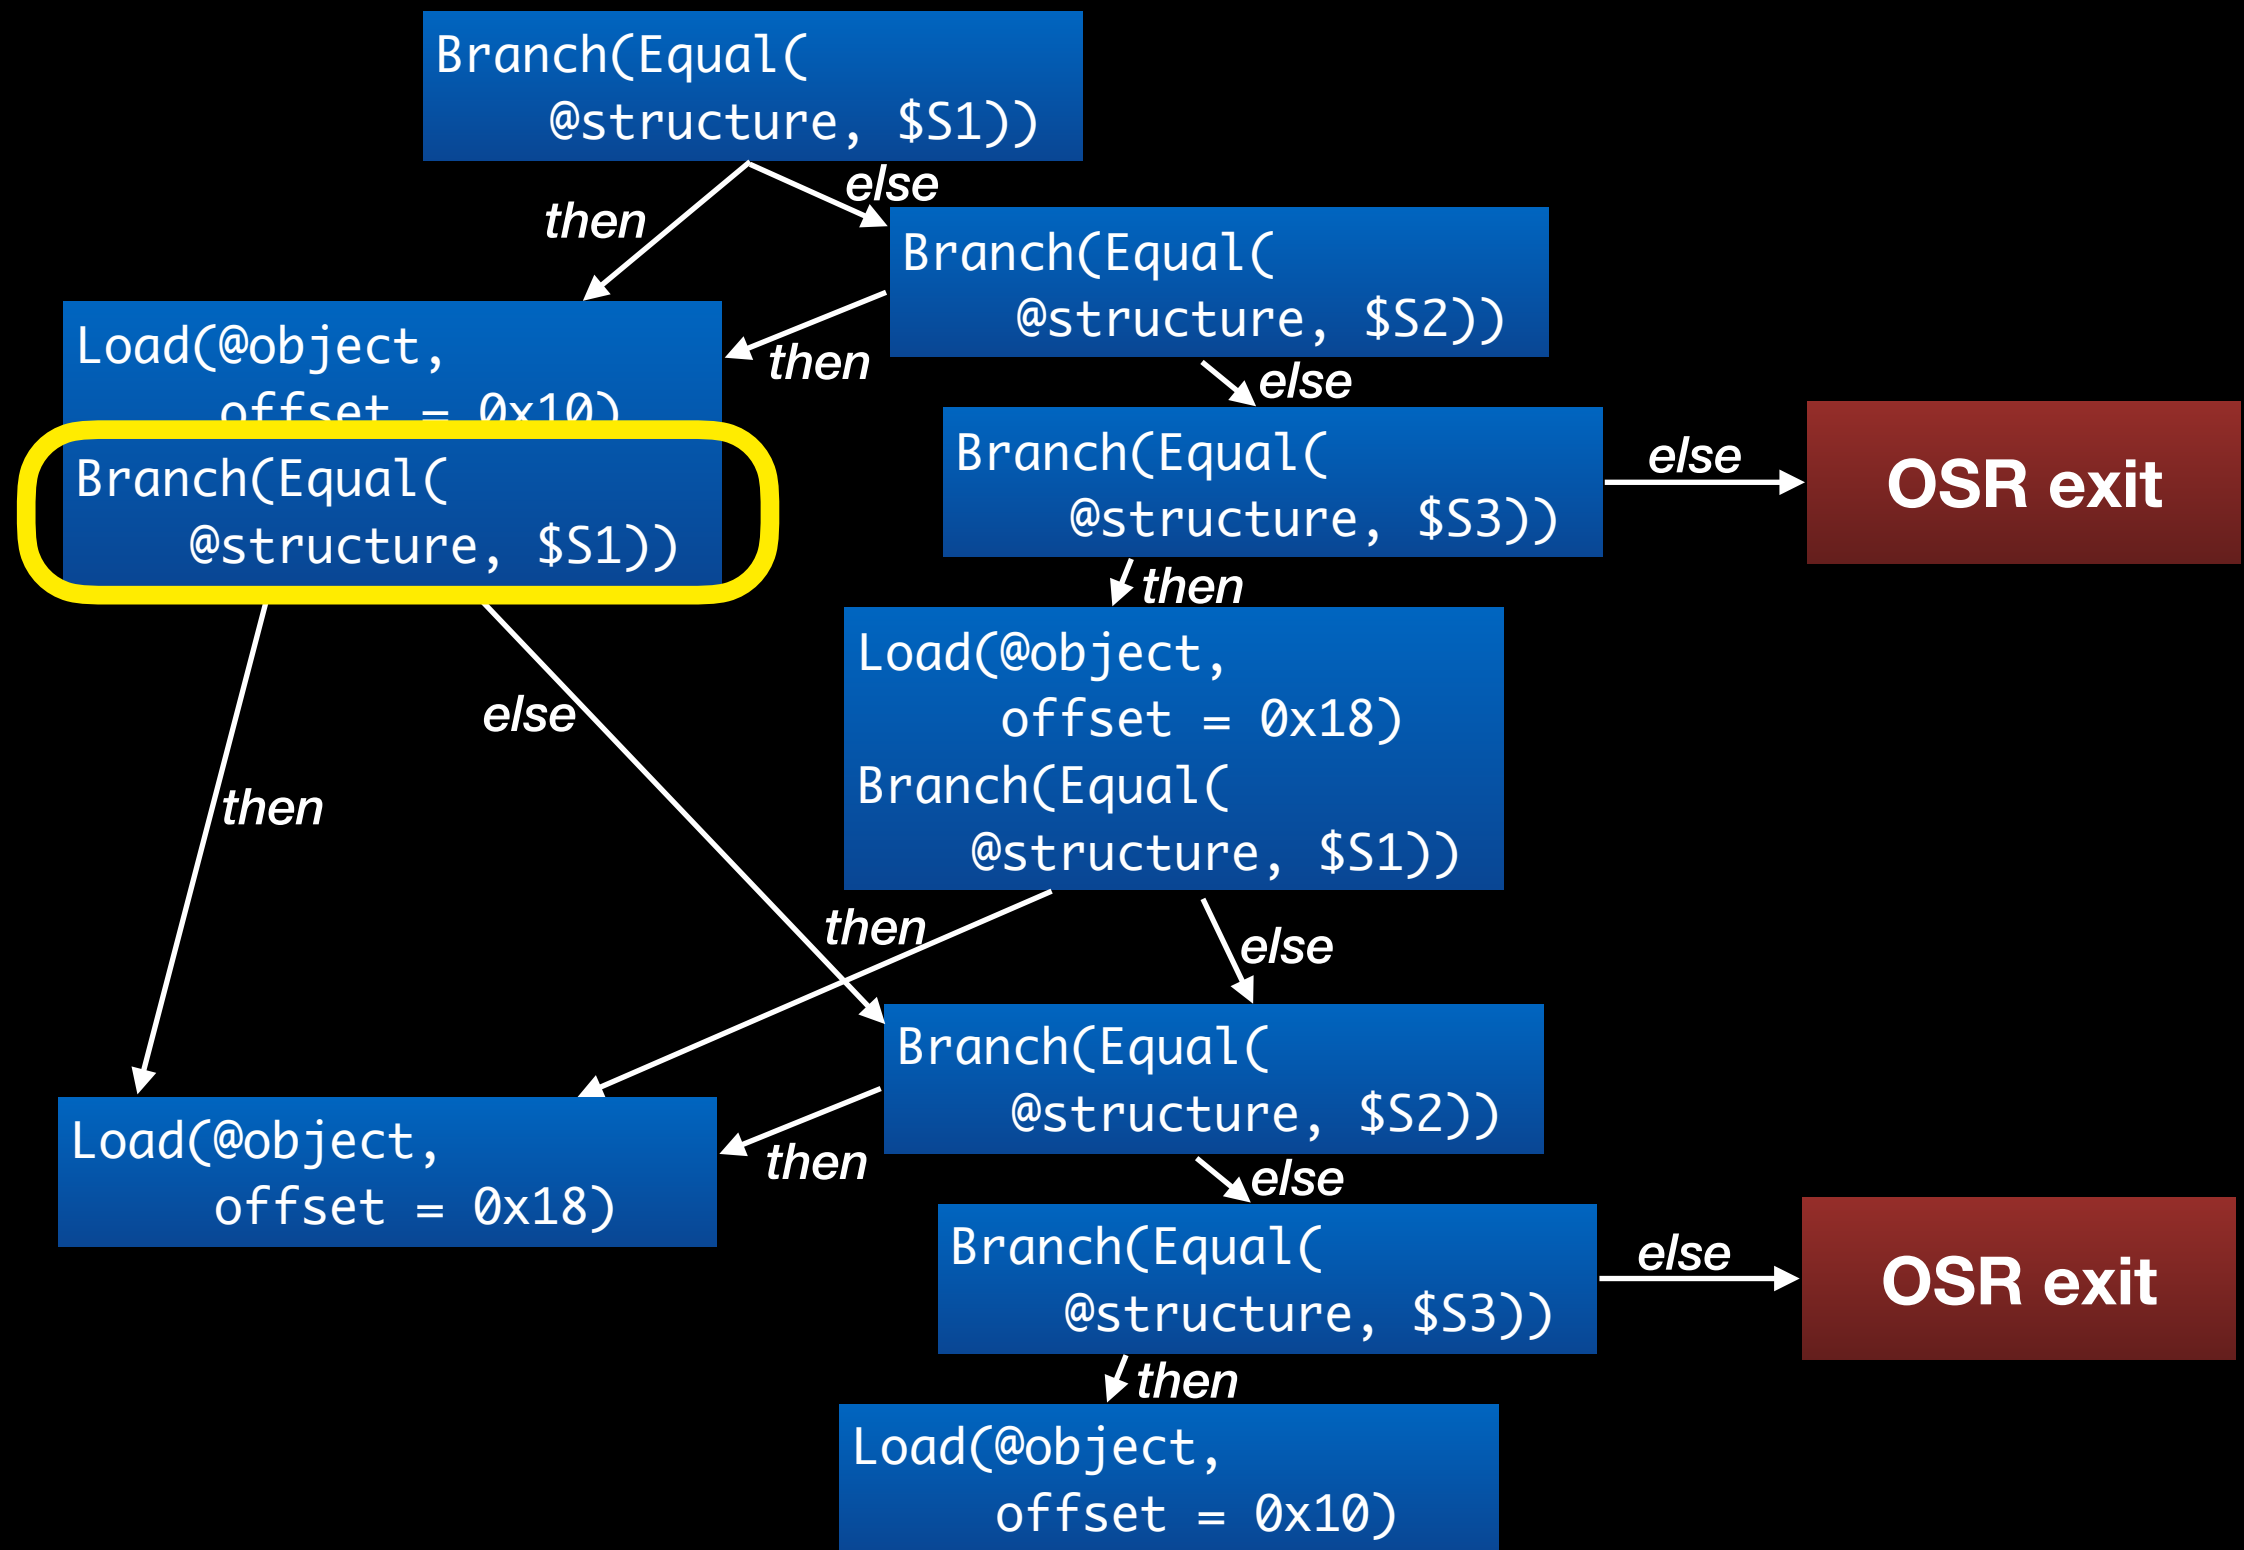 Branch(Equal(
@structure, $S1))
then
else
Branch(Equal(
@structure, $S2))
then
else
Load(@object,
offset = 0x10)
Branch(Equal(
@structure, $S1))
Branch(Equal(
@structure, $S3))
else
OSR exit
then
Load(@object,
offset = 0x18)
Branch(Equal(
@structure, $S1))
else
then
then
else
Branch(Equal(
@structure, $S2))
then
else
Load(@object,
offset = 0x18)
Branch(Equal(
@structure, $S3))
else
OSR exit
then
Load(@object,
offset = 0x10)